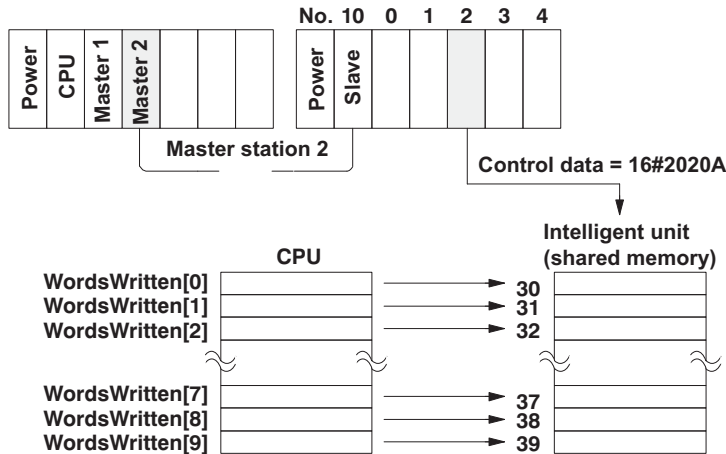 No. 10 0 1 2 3 4
Power
CPU
Master 1
Master 2
Power
Slave
Master station 2
Control data = 16#2020A
Intelligent unit
(shared memory)
CPU
WordsWritten[0] 30
WordsWritten[1] 31
WordsWritten[2] 32
WordsWritten[7] 37
WordsWritten[8] 38
WordsWritten[9] 39